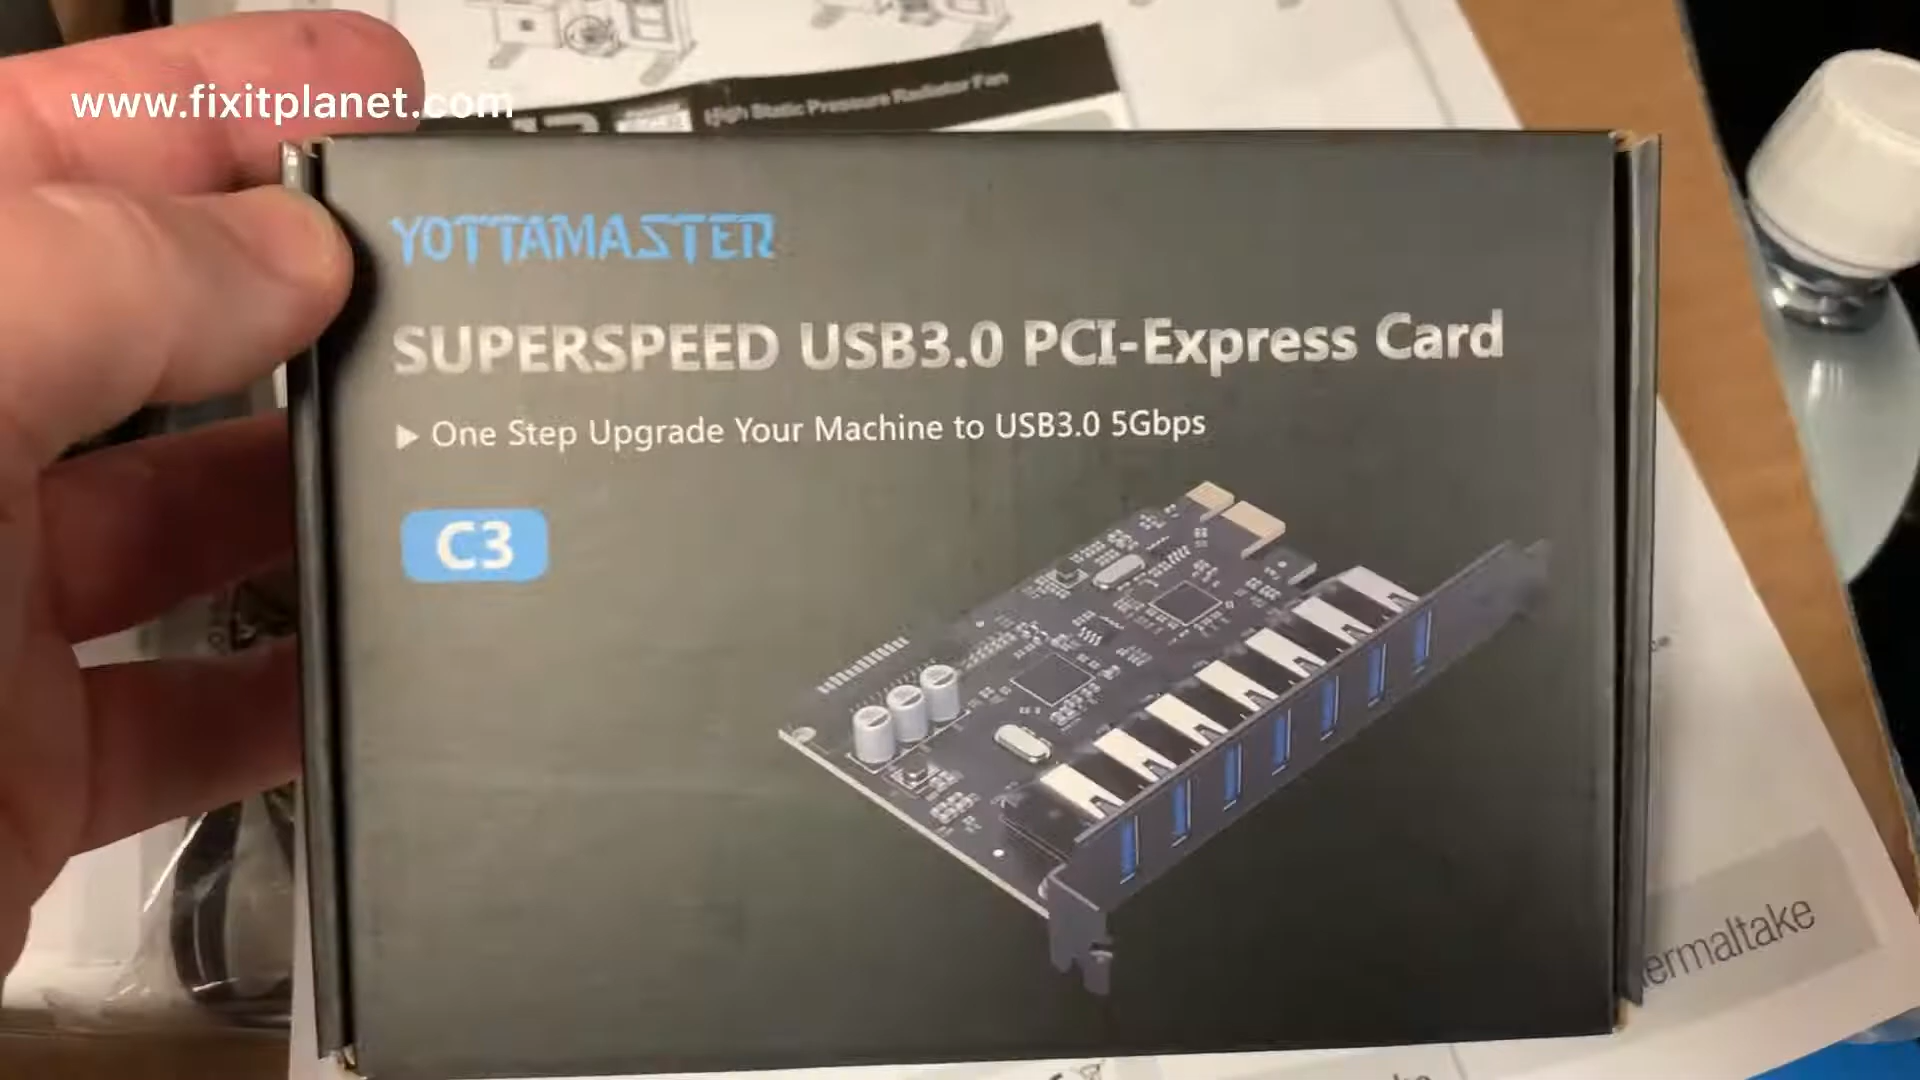 www.fixitplanet.com
High Static Pressure Radiator Fan
YOTTAMASTER
SUPERSPEED USB3.0 PCI-Express Card
▶ One Step Upgrade Your Machine to USB3.0 5Gbps
C3
ermaltake